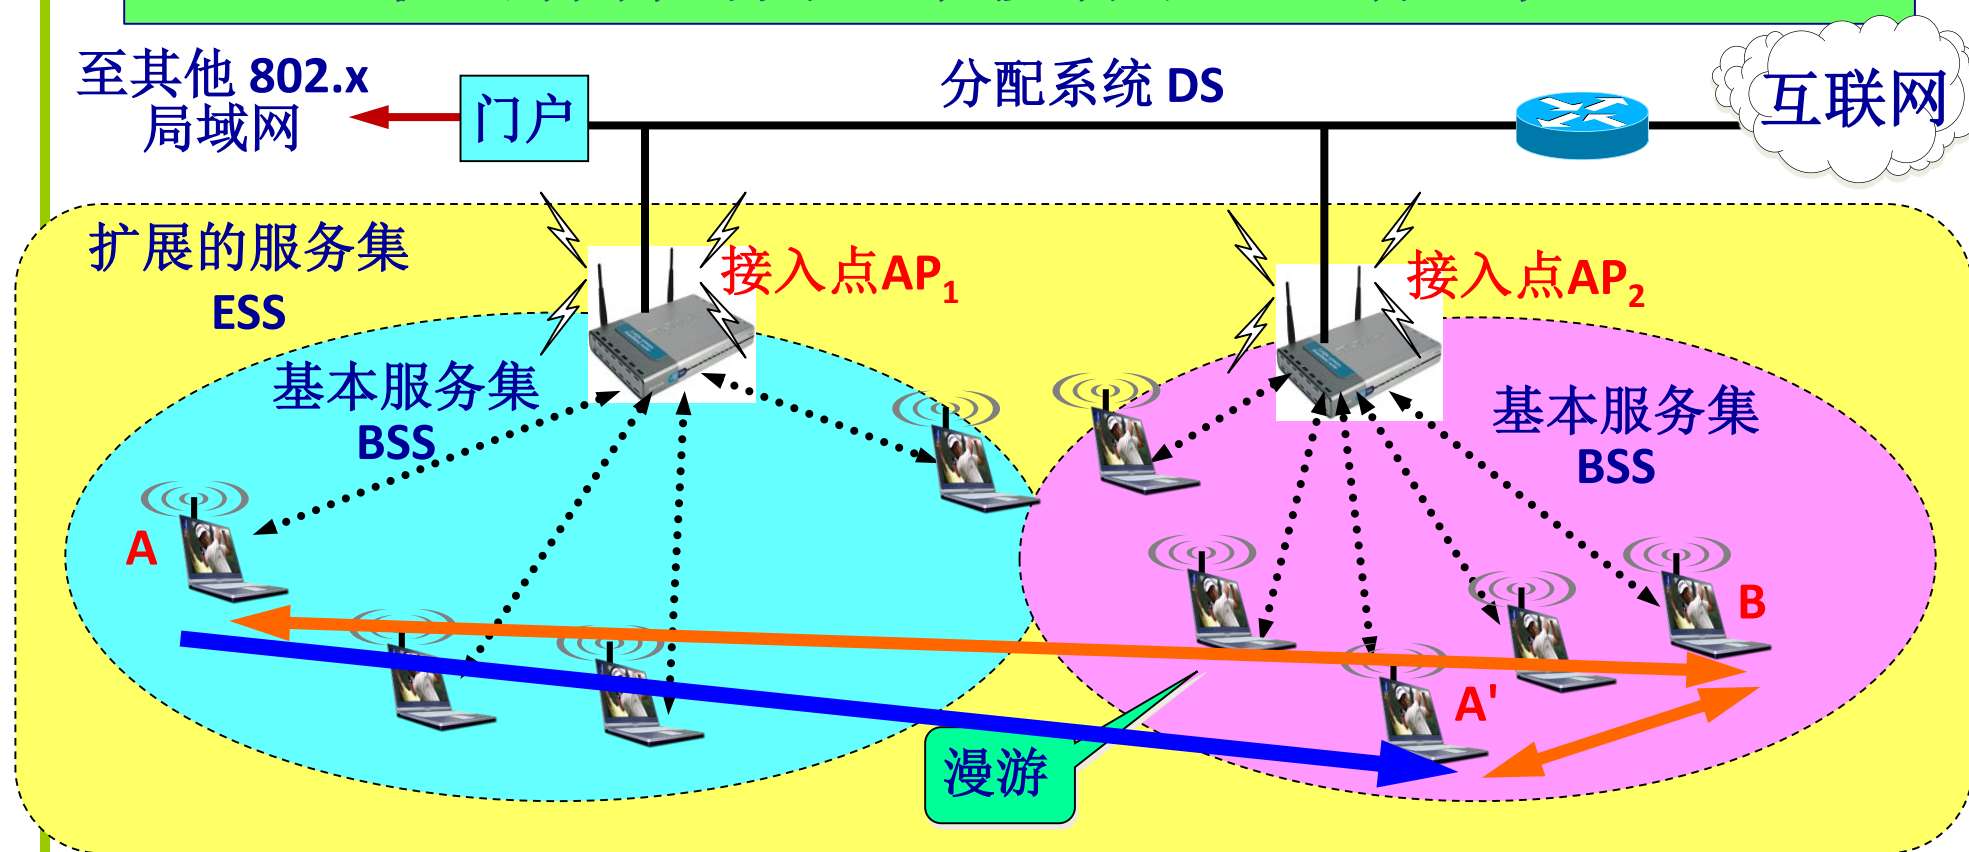 至其他 802.x
局域网
门户
分配系统 DS
互联网
扩展的服务集
ESS
接入点AP1
接入点AP2
基本服务集
BSS
基本服务集
BSS
A
B
A'
漫游